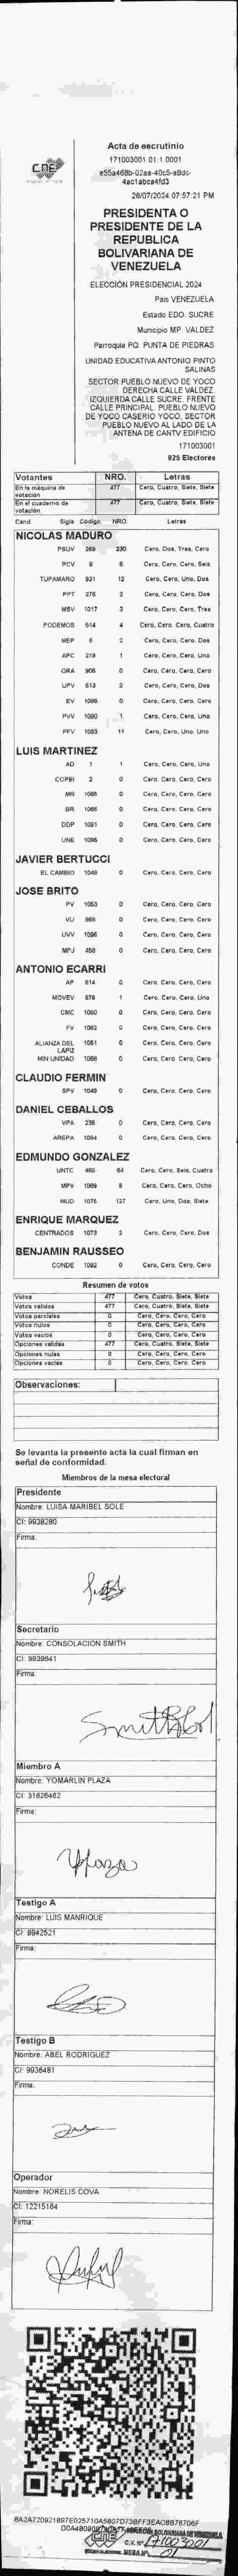 CNE
Acta de escrutinio
171003001.01.1.0001
e55a468b-02aa-40c5-a8dc-
4ac1abca4fd3
28/07/2024 07:57:21 PM
PRESIDENTA O
PRESIDENTE DE LA
REPUBLICA
BOLIVARIANA DE
VENEZUELA
ELECCIÓN PRESIDENCIAL 2024
Pais VENEZUELA
Estado EDO. SUCRE
Municipio MP. VALDEZ
Parroquia PQ. PUNTA DE PIEDRAS
UNIDAD EDUCATIVA ANTONIO PINTO
SALINAS
SECTOR PUEBLO NUEVO DE YOCO
DERECHA CALLE VALDEZ.
IZQUIERDA CALLE SUCRE. FRENTE
CALLE PRINCIPAL. PUEBLO NUEVO
DE YOCO CASERIO YOCO, SECTOR
PUEBLO NUEVO AL LADO DE LA
ANTENA DE CANTV EDIFICIO
171003001
925 Electores
Votantes NRO. Letras
En la máquina de votación 477 Cero, Cuatro, Siete, Siete
En el cuaderno de votación 477 Cero, Cuatro, Siete, Siete
Cand Sigla Código NRO. Letras
NICOLAS MADURO
PSUV 269 230 Cero, Dos, Tres, Cero
PCV 9 6 Cero, Cero, Cero, Seis
TUPAMARO 931 12 Cero, Cero, Uno, Dos
PPT 276 2 Cero, Cero, Cero, Dos
MSV 1017 3 Cero, Cero, Cero, Tres
PODEMOS 514 4 Cero, Cero, Cero, Cuatro
MEP 6 2 Cero, Cero, Cero, Dos
APC 219 1 Cero, Cero, Cero, Uno
ORA 906 0 Cero, Cero, Cero, Cero
UPV 513 2 Cero, Cero, Cero, Dos
EV 1089 0 Cero, Cero, Cero, Cero
PVV 1090 1 Cero, Cero, Cero, Uno
PFV 1093 11 Cero, Cero, Uno, Uno
LUIS MARTINEZ
AD 1 1 Cero, Cero, Cero, Uno
COPEI 2 0 Cero, Cero, Cero, Cero
MR 1068 0 Cero, Cero, Cero, Cero
BR 1066 0 Cero, Cero, Cero, Cero
DDP 1091 0 Cero, Cero, Cero, Cero
UNE 1086 0 Cero, Cero, Cero, Cero
JAVIER BERTUCCI
EL CAMBIO 1048 0 Cero, Cero, Cero, Cero
JOSE BRITO
PV 1053 0 Cero, Cero, Cero, Cero
VU 868 0 Cero, Cero, Cero, Cero
UVV 1096 0 Cero, Cero, Cero, Cero
MPJ 458 0 Cero, Cero, Cero, Cero
ANTONIO ECARRI
AP 814 0 Cero, Cero, Cero, Cero
MOVEV 878 1 Cero, Cero, Cero, Uno
CMC 1060 0 Cero, Cero, Cero, Cero
FV 1052 0 Cero, Cero, Cero, Cero
ALIANZA DEL LAPIZ 1051 0 Cero, Cero, Cero, Cero
MIN UNIDAD 1058 0 Cero, Cero, Cero, Cero
CLAUDIO FERMIN
SPV 1049 0 Cero, Cero, Cero, Cero
DANIEL CEBALLOS
VPA 236 0 Cero, Cero, Cero, Cero
AREPA 1094 0 Cero, Cero, Cero, Cero
EDMUNDO GONZALEZ
UNTC 460 64 Cero, Cero, Seis, Cuatro
MPV 1069 8 Cero, Cero, Cero, Ocho
MUD 1076 127 Cero, Uno, Dos, Siete
ENRIQUE MARQUEZ
CENTRADOS 1073 2 Cero, Cero, Cero, Dos
BENJAMIN RAUSSEO
CONDE 1092 0 Cero, Cero, Cero, Cero
Resumen de votos
Votos 477 Cero, Cuatro, Siete, Siete
Votos validos 477 Cero, Cuatro, Siete, Siete
Votos parciales 0 Cero, Cero, Cero, Cero
Votos nulos 0 Cero, Cero, Cero, Cero
Votos vacios 0 Cero, Cero, Cero, Cero
Opciones validas 477 Cero, Cuatro, Siete, Siete
Opciones nulas 0 Cero, Cero, Cero, Cero
Opciones vacias 0 Cero, Cero, Cero, Cero
Observaciones:
Se levanta la presente acta la cual firman en
señal de conformidad.
Miembros de la mesa electoral
Presidente
Nombre: LUISA MARIBEL SOLE
CI: 9938280
Firma:
Secretario
Nombre: CONSOLACION SMITH
CI: 9939641
Firma:
Miembro A
Nombre: YOMARLIN PLAZA
CI: 31626462
Firma:
YPlaza
Testigo A
Nombre: LUIS MANRIQUE
CI: 9942521
Firma:
Testigo B
Nombre: ABEL RODRIGUEZ
CI: 9936481
Firma:
Operador
Nombre: NORELIS COVA
CI: 12215164
Firma:
8A2A720921897E025710A5807D73BFF3EAC8876706F
CNE
REPÚBLICA BOLIVARIANA DE VENEZUELA
C.V. Nº 171003001
MESA Nº 01